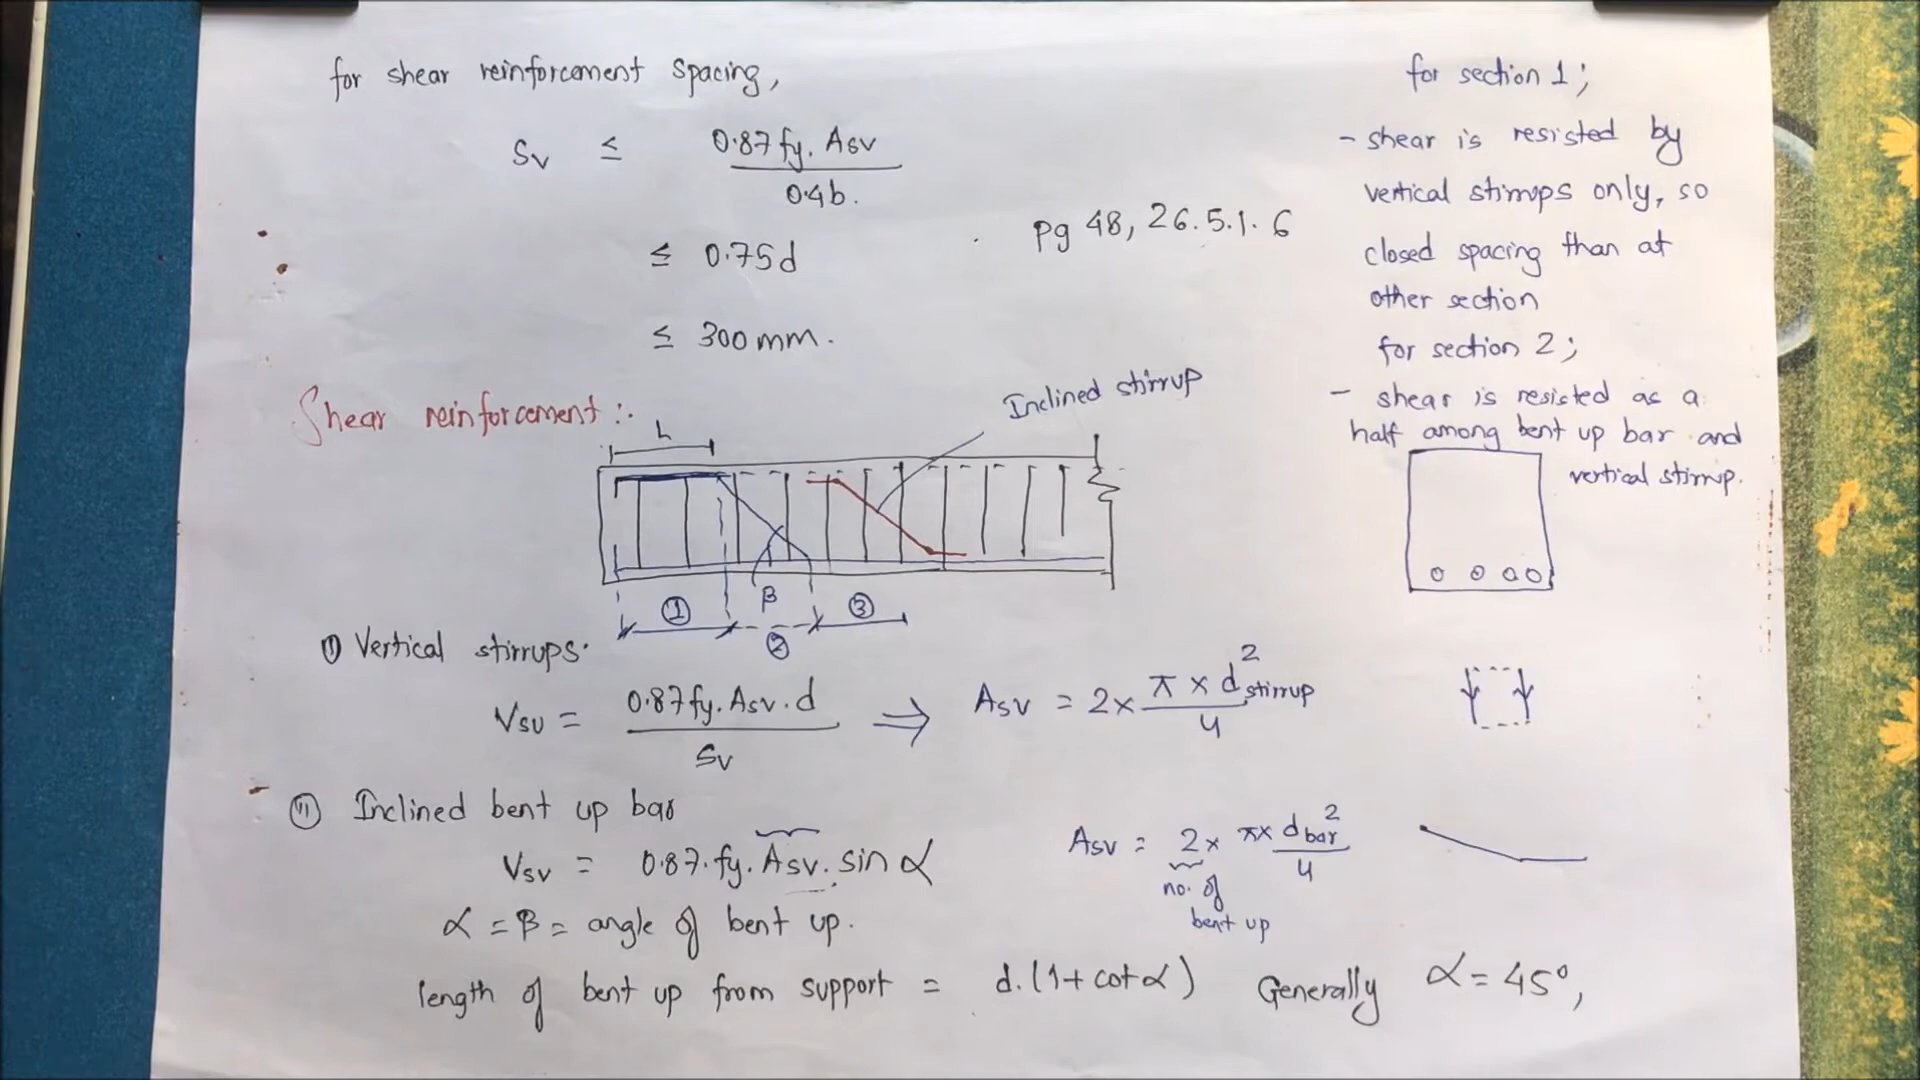 for shear reinforcement spacing,
Sv ≤ 0.87 fy. Asv / 0.4b.
≤ 0.75d
pg 48, 26.5.1.6
≤ 300 mm.
for section 1;
- shear is resisted by
vertical stirrups only, so
closed spacing than at
other section
for section 2;
- shear is resisted as a
half among bent up bar and
vertical stirrup.
Shear reinforcement :.
L
Inclined stirrup
β
① ② ③
① Vertical stirrups.
Vsu = 0.87 fy. Asv. d / Sv ⇒ Asv = 2 x π x d²stirrup / 4
⑪ Inclined bent up bar
Vsv = 0.87. fy. Asv. sin α
Asv = 2 x π x dbar² / 4
no. of
bent up
α = β = angle of bent up.
length of bent up from support = d. (1 + cot α) Generally α = 45°,